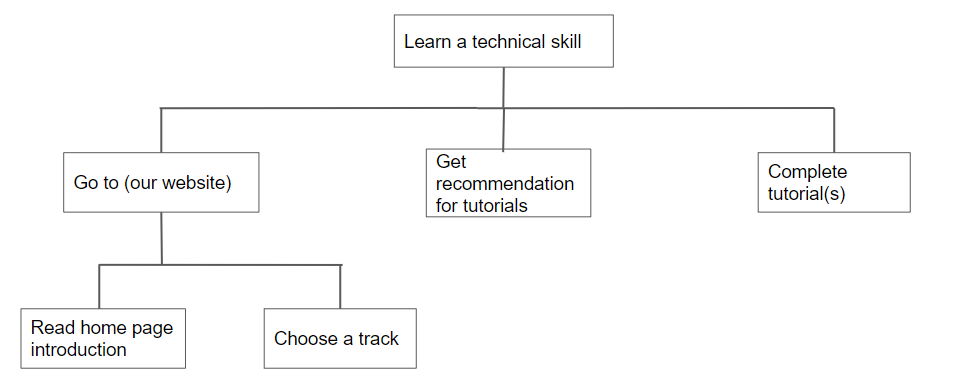 Learn a technical skill
Go to (our website)
Get
recommendation
for tutorials
Complete
tutorial(s)
Read home page
introduction
Choose a track